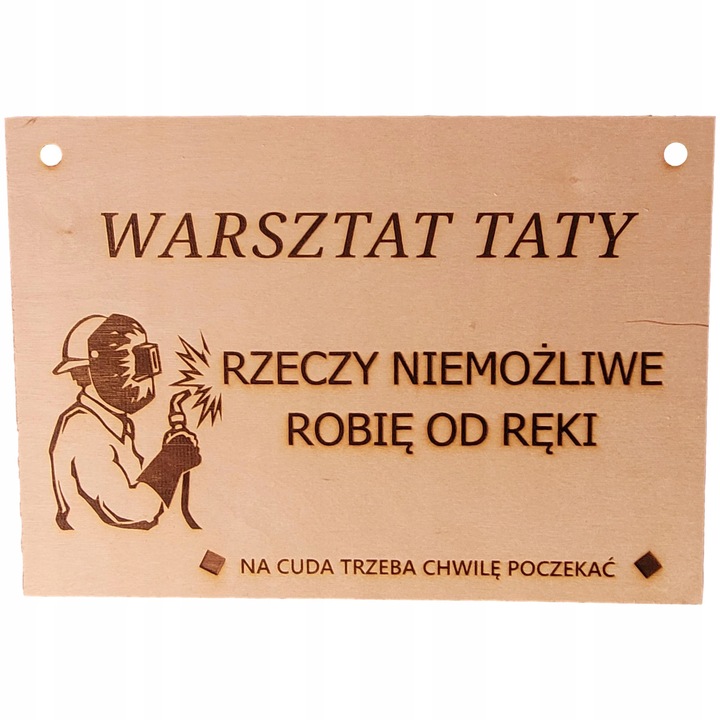 WARSZTAT TATY
RZECZY NIEMOŻLIWE
ROBIĘ OD RĘKI
NA CUDA TRZEBA CHWILĘ POCZEKAĆ